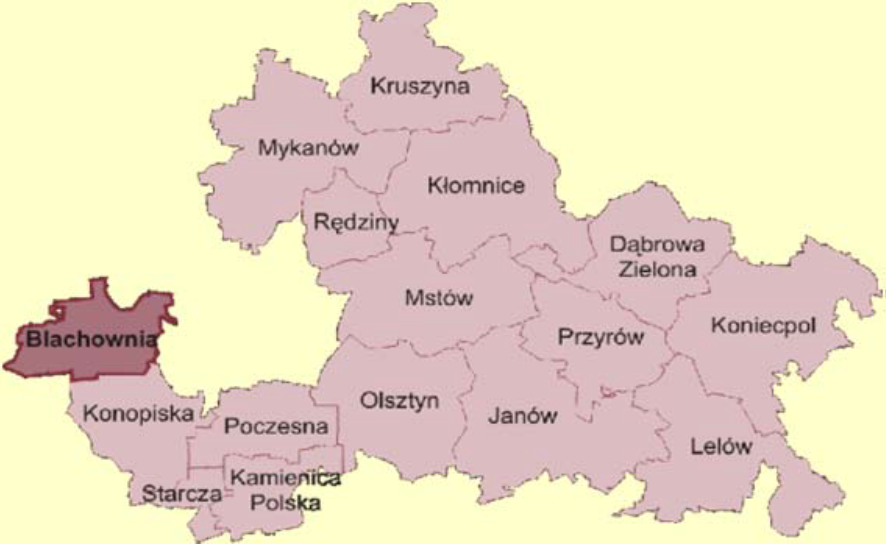 Kruszyna
Mykanów
Kłomnice
Rędziny
Dąbrowa
Zielona
Mstów
Przyrów
Koniecpol
Blachownia
Konopiska
Poczesna
Olsztyn
Janów
Lelów
Starcza
Kamienica
Polska